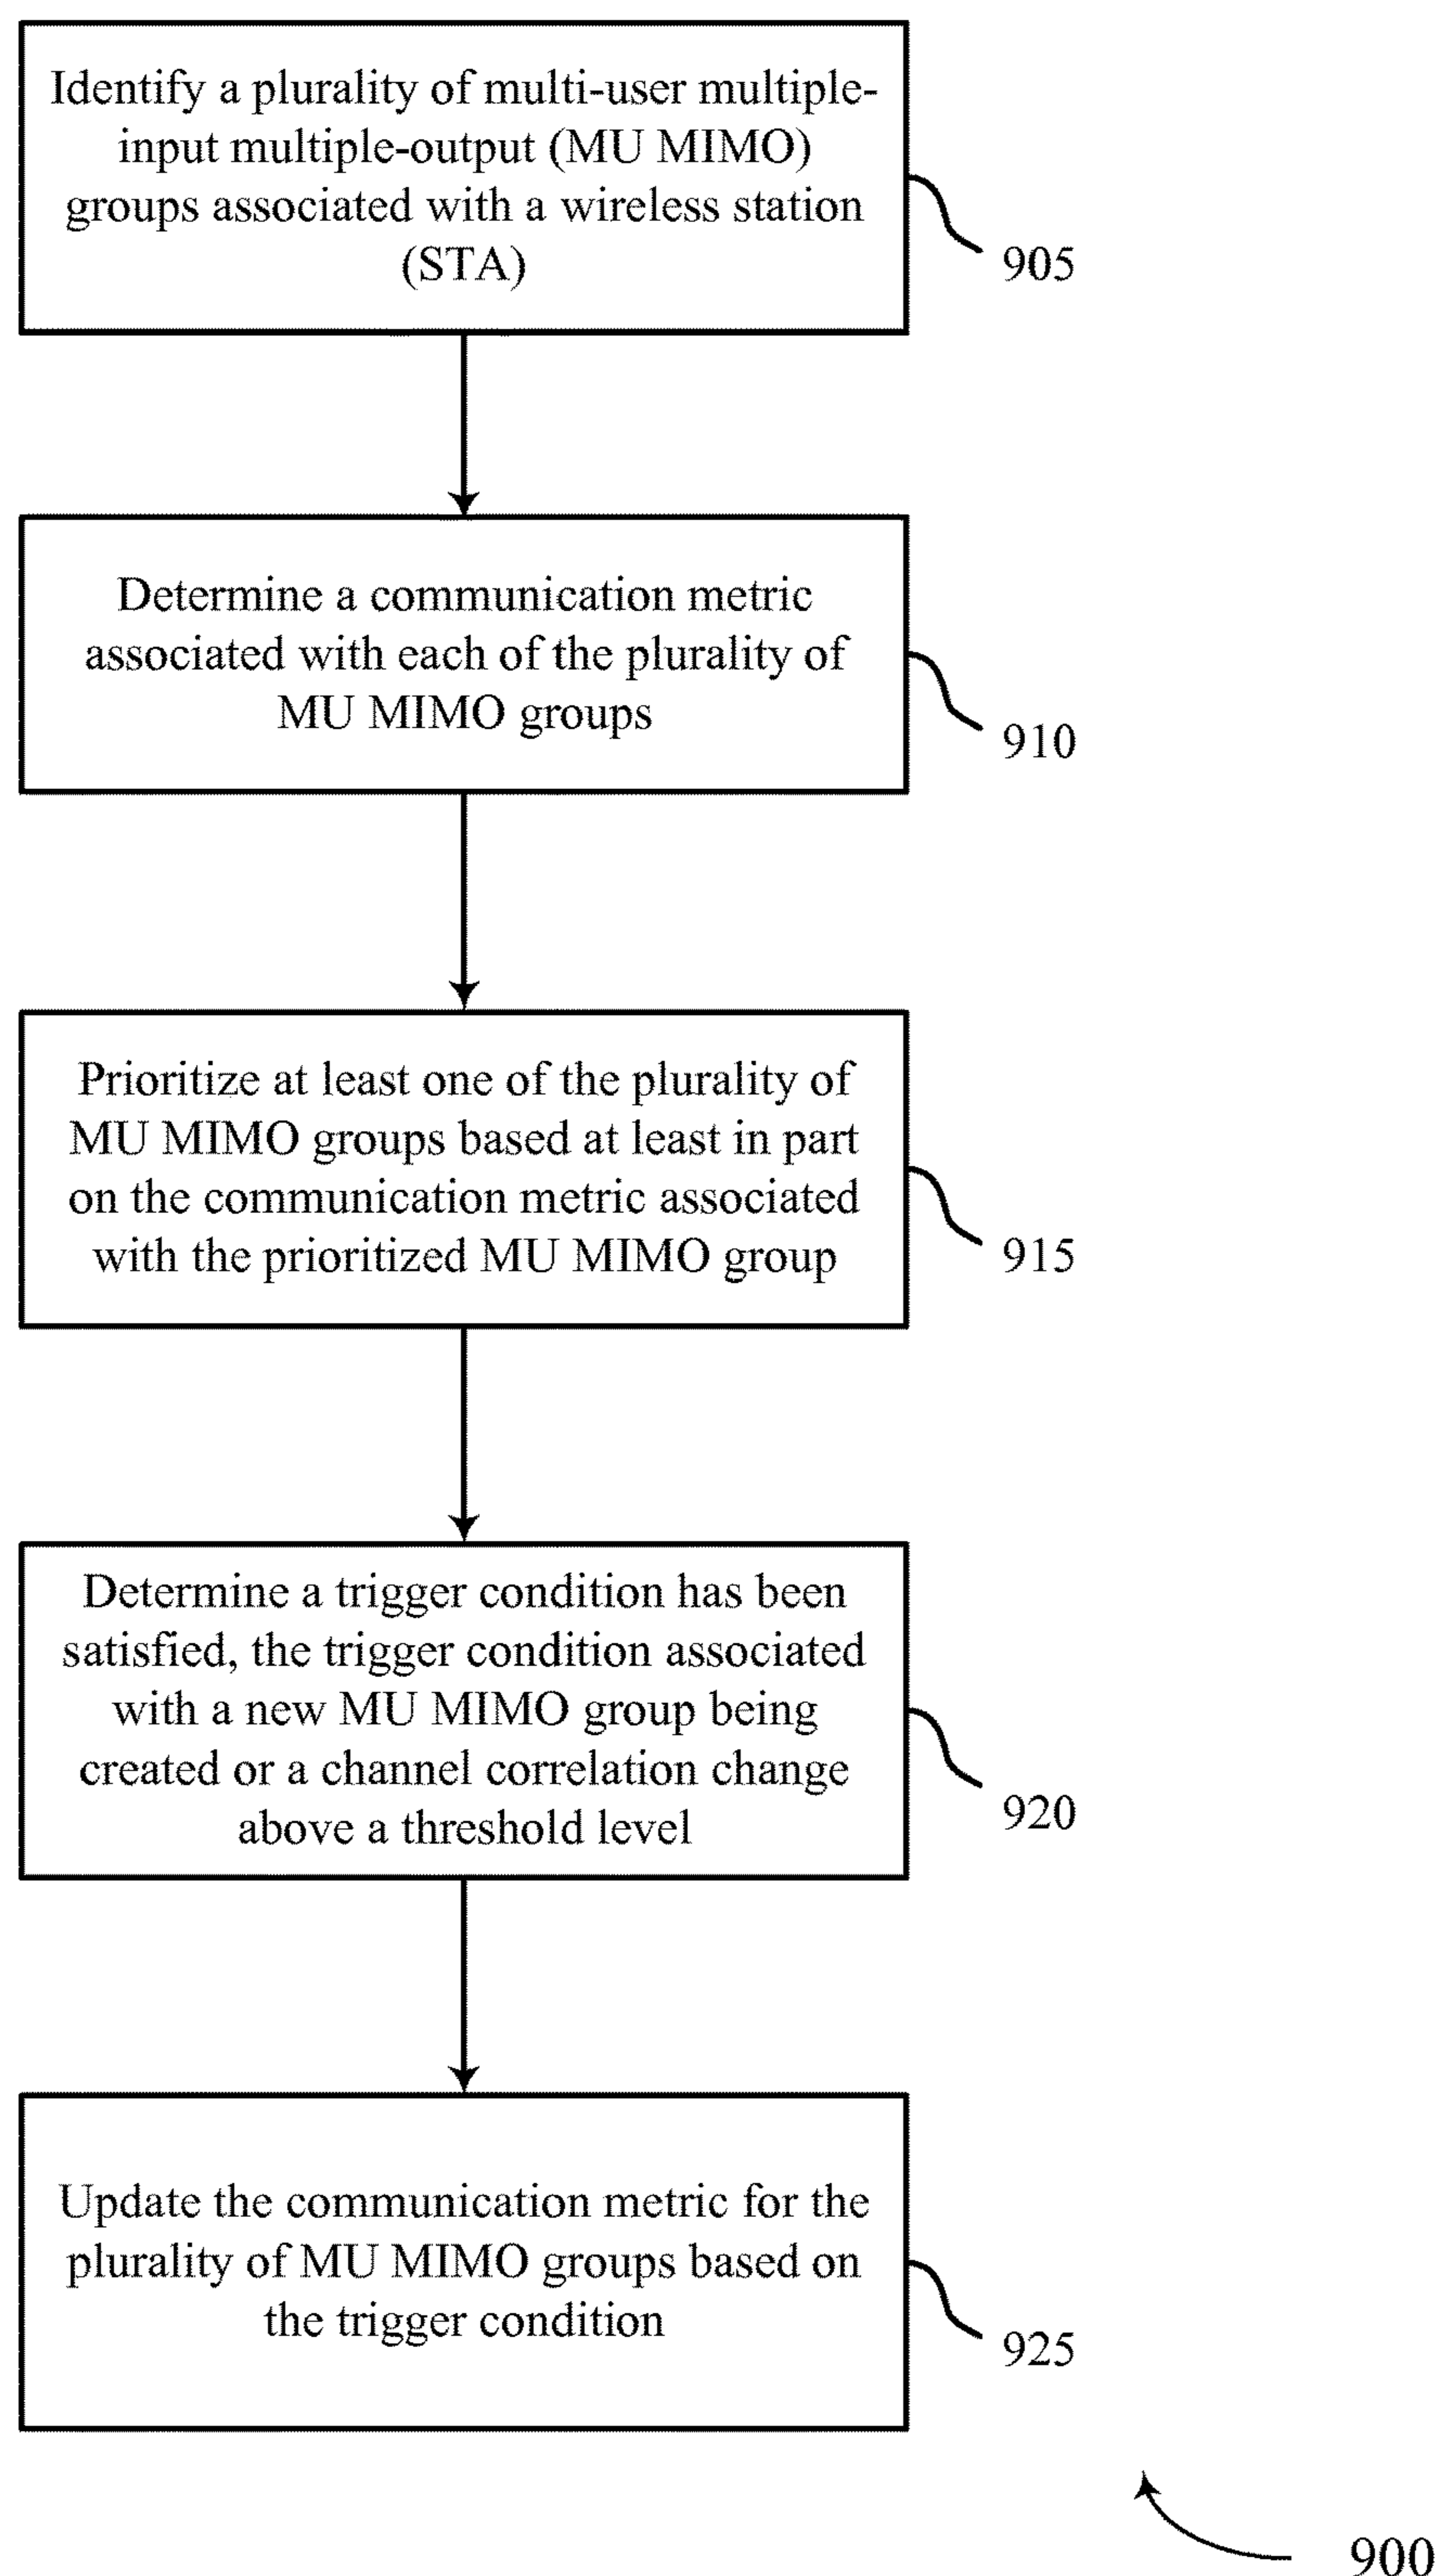 Identify a plurality of multi-user multiple-
input multiple-output (MU MIMO)
groups associated with a wireless station
(STA)
905
Determine a communication metric
associated with each of the plurality of
MU MIMO groups
910
Prioritize at least one of the plurality of
MU MIMO groups based at least in part
on the communication metric associated
with the prioritized MU MIMO group
915
Determine a trigger condition has been
satisfied, the trigger condition associated
with a new MU MIMO group being
created or a channel correlation change
above a threshold level
920
Update the communication metric for the
plurality of MU MIMO groups based on
the trigger condition
925
900